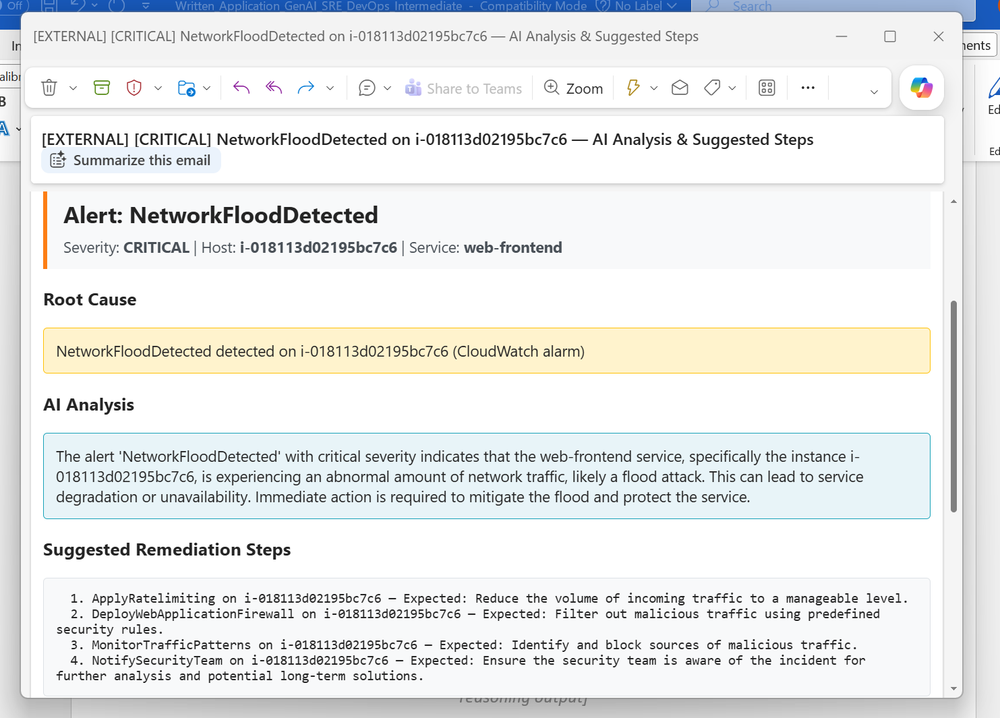 Off
Written_Application_GenAI_SRE_DevOps_Intermediate - Compatibility Mode
No Label
Search
[EXTERNAL] [CRITICAL] NetworkFloodDetected on i-018113d02195bc7c6 — AI Analysis & Suggested Steps
In
nents
alibr
B
A
Share to Teams
Zoom
Ed
Ed
[EXTERNAL] [CRITICAL] NetworkFloodDetected on i-018113d02195bc7c6 — AI Analysis & Suggested Steps
Summarize this email
Alert: NetworkFloodDetected
Severity: CRITICAL | Host: i-018113d02195bc7c6 | Service: web-frontend
Root Cause
NetworkFloodDetected detected on i-018113d02195bc7c6 (CloudWatch alarm)
AI Analysis
The alert 'NetworkFloodDetected' with critical severity indicates that the web-frontend service, specifically the instance i-
018113d02195bc7c6, is experiencing an abnormal amount of network traffic, likely a flood attack. This can lead to service
degradation or unavailability. Immediate action is required to mitigate the flood and protect the service.
Suggested Remediation Steps
1. ApplyRatelimiting on i-018113d02195bc7c6 — Expected: Reduce the volume of incoming traffic to a manageable level.
2. DeployWebApplicationFirewall on i-018113d02195bc7c6 — Expected: Filter out malicious traffic using predefined
security rules.
3. MonitorTrafficPatterns on i-018113d02195bc7c6 — Expected: Identify and block sources of malicious traffic.
4. NotifySecurityTeam on i-018113d02195bc7c6 — Expected: Ensure the security team is aware of the incident for
further analysis and potential long-term solutions.
reasoning output]